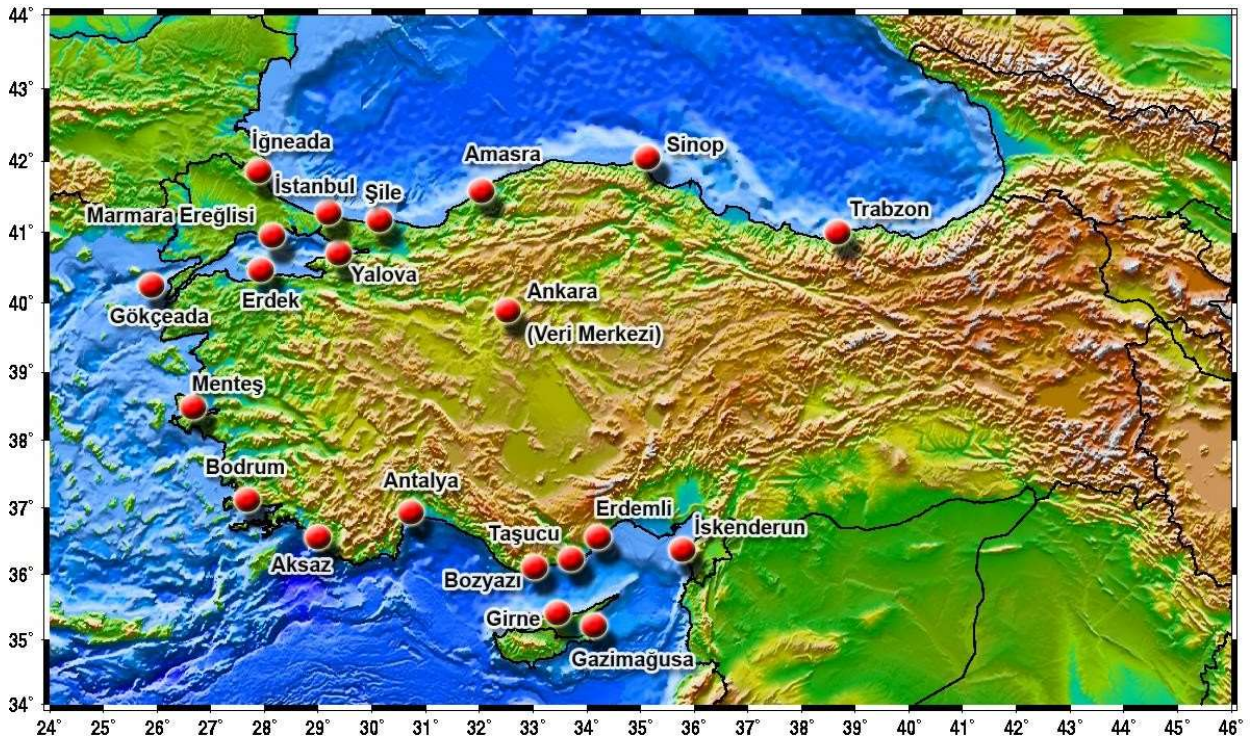 44°
43°
42°
41°
40°
39°
38°
37°
36°
35°
34°
İğneada
İstanbul
Şile
Amasra
Sinop
Trabzon
Marmara Ereğlisi
Yalova
Erdek
Gökçeada
Ankara
(Veri Merkezi)
Menteş
Bodrum
Aksaz
Antalya
Taşucu
Erdemli
İskenderun
Bozyazı
Girne
Gazimağusa
24° 25° 26° 27° 28° 29° 30° 31° 32° 33° 34° 35° 36° 37° 38° 39° 40° 41° 42° 43° 44° 45° 46°